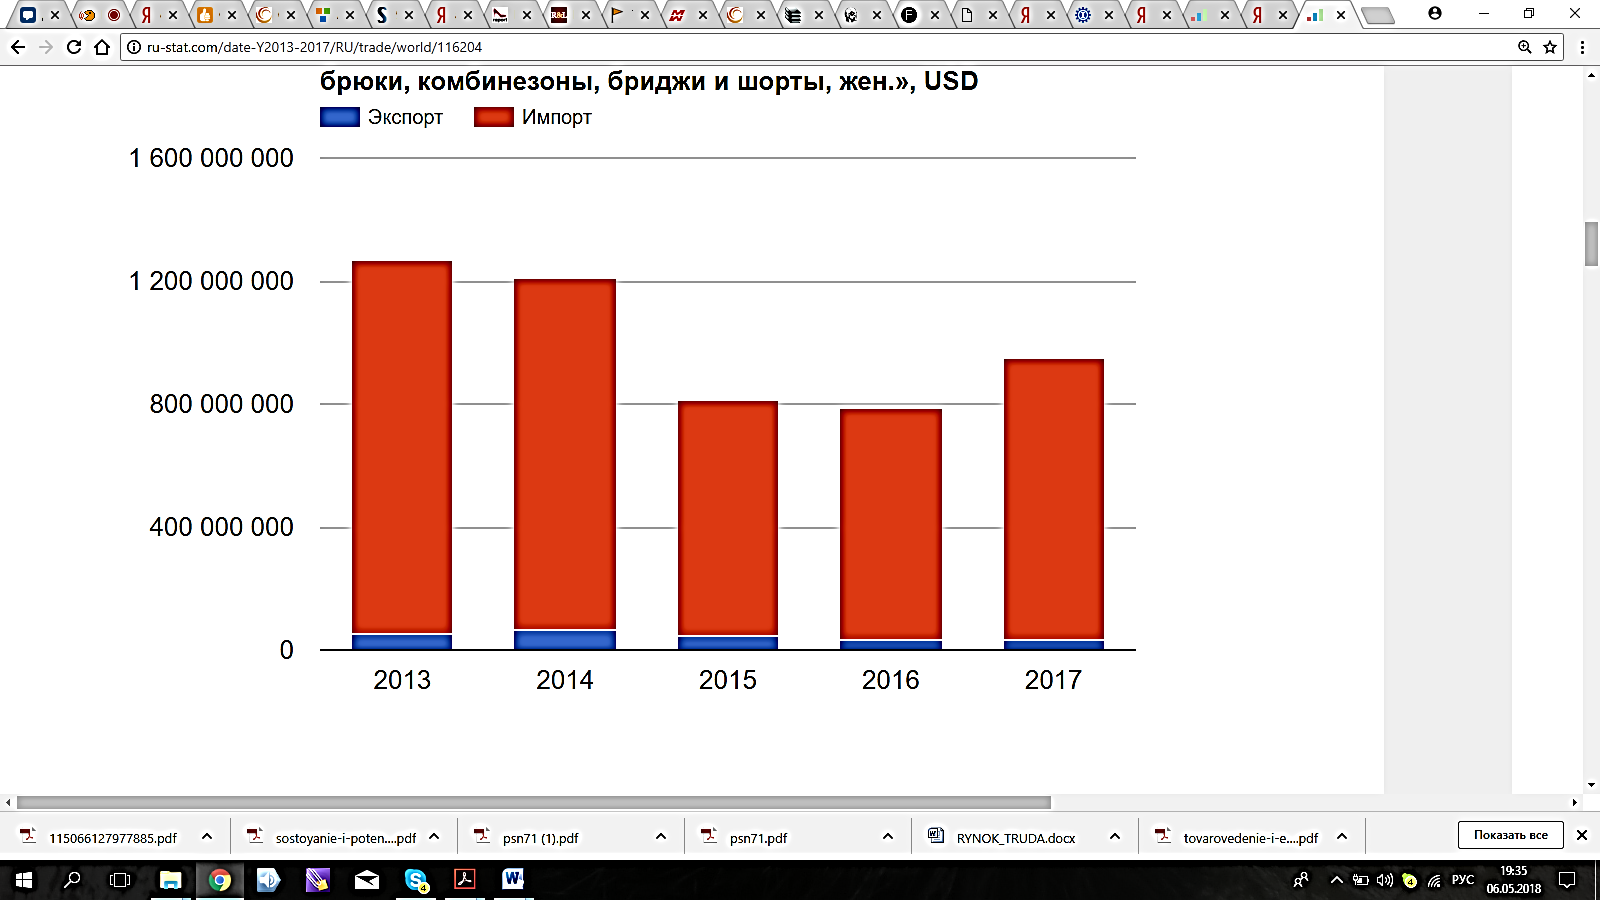 ru-stat.com/date-Y2013-2017/RU/trade/world/116204
брюки, комбинезоны, бриджи и шорты, жен.», USD
Экспорт Импорт
1 600 000 000
1 200 000 000
800 000 000
400 000 000
0
2013 2014 2015 2016 2017
115066127977885.pdf sostoyanie-i-poten....pdf psn71 (1).pdf psn71.pdf RYNOK_TRUDA.docx tovarovedenie-i-e....pdf Показать все
РУС 19:35
06.05.2018